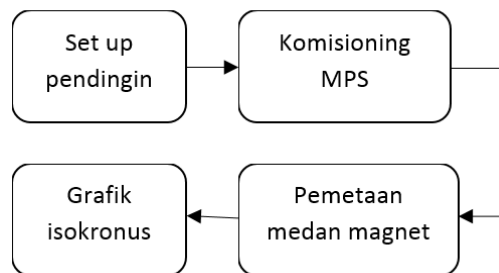 Set up
pendingin
Komisioning
MPS
Pemetaan
medan magnet
Grafik
isokronus